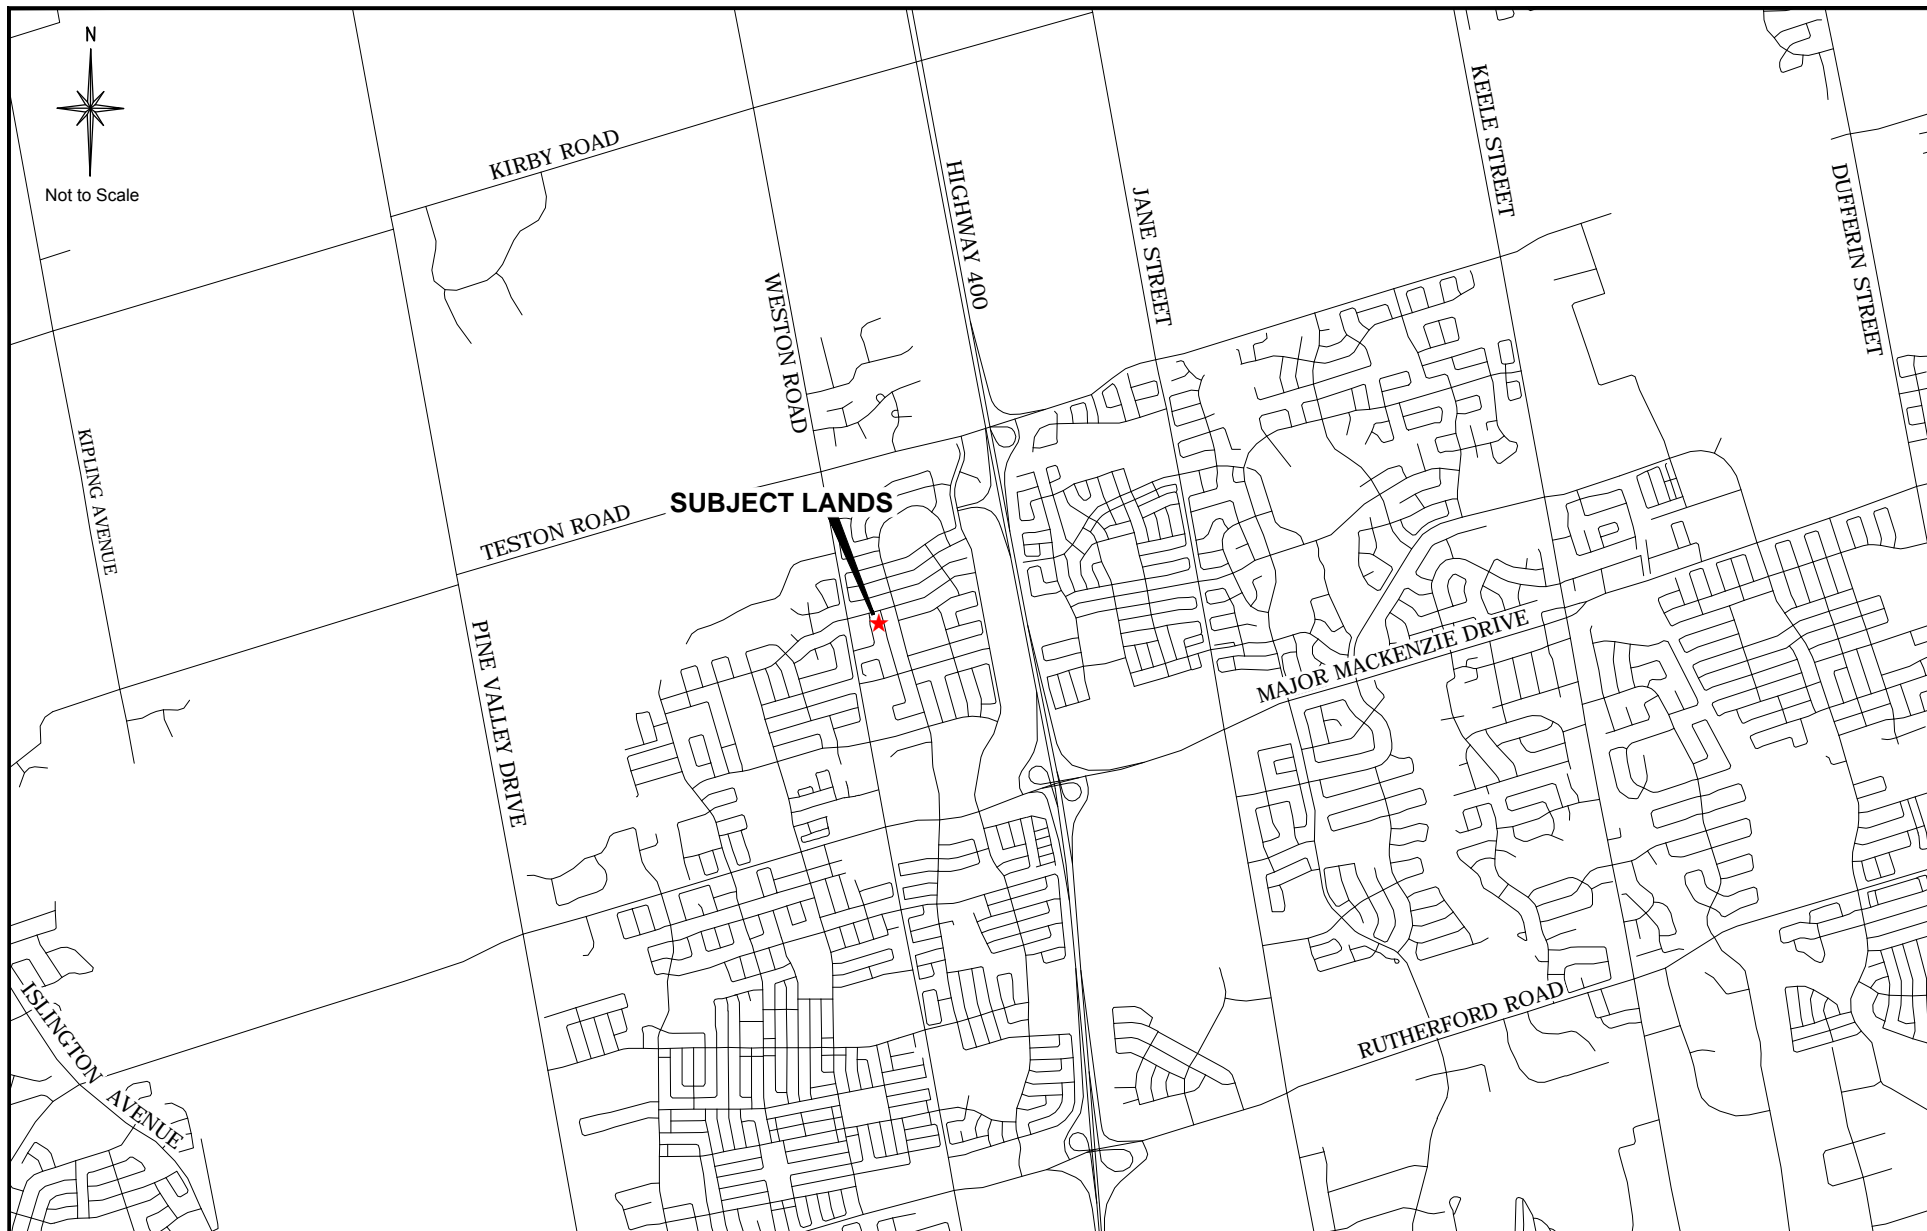 N
Not to Scale
KIRBY ROAD
HIGHWAY 400
JANE STREET
KEELE STREET
DUFFERIN STREET
WESTON ROAD
KIPLING AVENUE
SUBJECT LANDS
TESTON ROAD
PINE VALLEY DRIVE
MAJOR MACKENZIE DRIVE
ISLINGTON AVENUE
RUTHERFORD ROAD